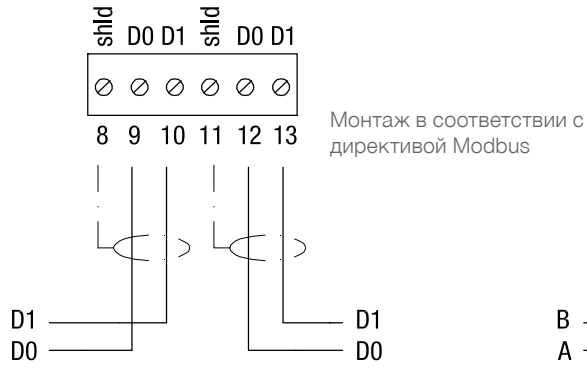 shld D0 D1 shld D0 D1
8 9 10 11 12 13
Монтаж в соответствии с
директивой Modbus
D1 D1 B
D0 D0 A